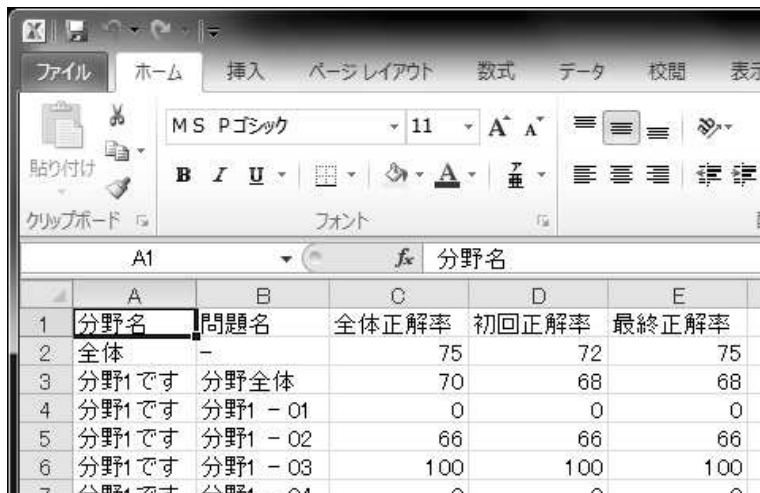 ファイル ホーム 挿入 ページ レイアウト 数式 データ 校閲 表示
MS Pゴシック 11 A A
貼り付け
B I U A ア亜
クリップボード フォント
A1 fx 分野名
A B C D E
1 分野名 問題名 全体正解率 初回正解率 最終正解率
2 全体 － 75 72 75
3 分野1です 分野全体 70 68 68
4 分野1です 分野1 － 01 0 0 0
5 分野1です 分野1 － 02 66 66 66
6 分野1です 分野1 － 03 100 100 100